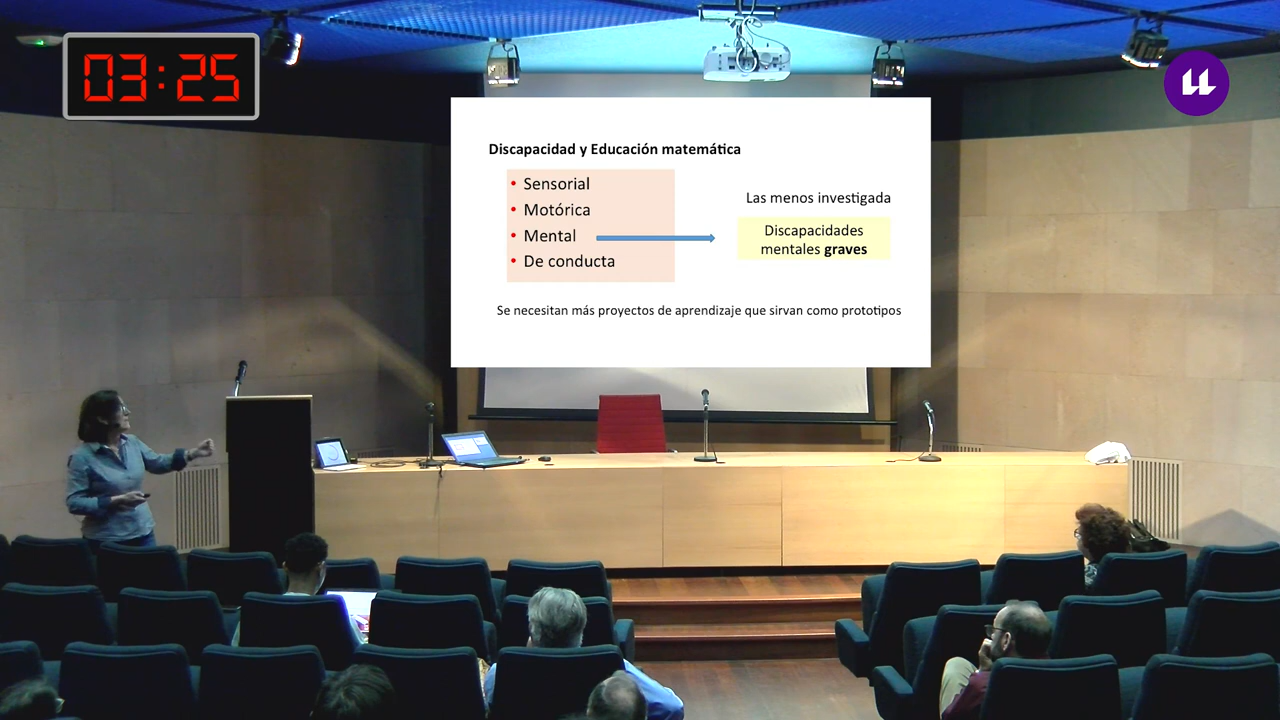 03:25
Discapacidad y Educación matemática
• Sensorial
• Motórica
• Mental
• De conducta
Las menos investigada
Discapacidades
mentales graves
Se necesitan más proyectos de aprendizaje que sirvan como prototipos